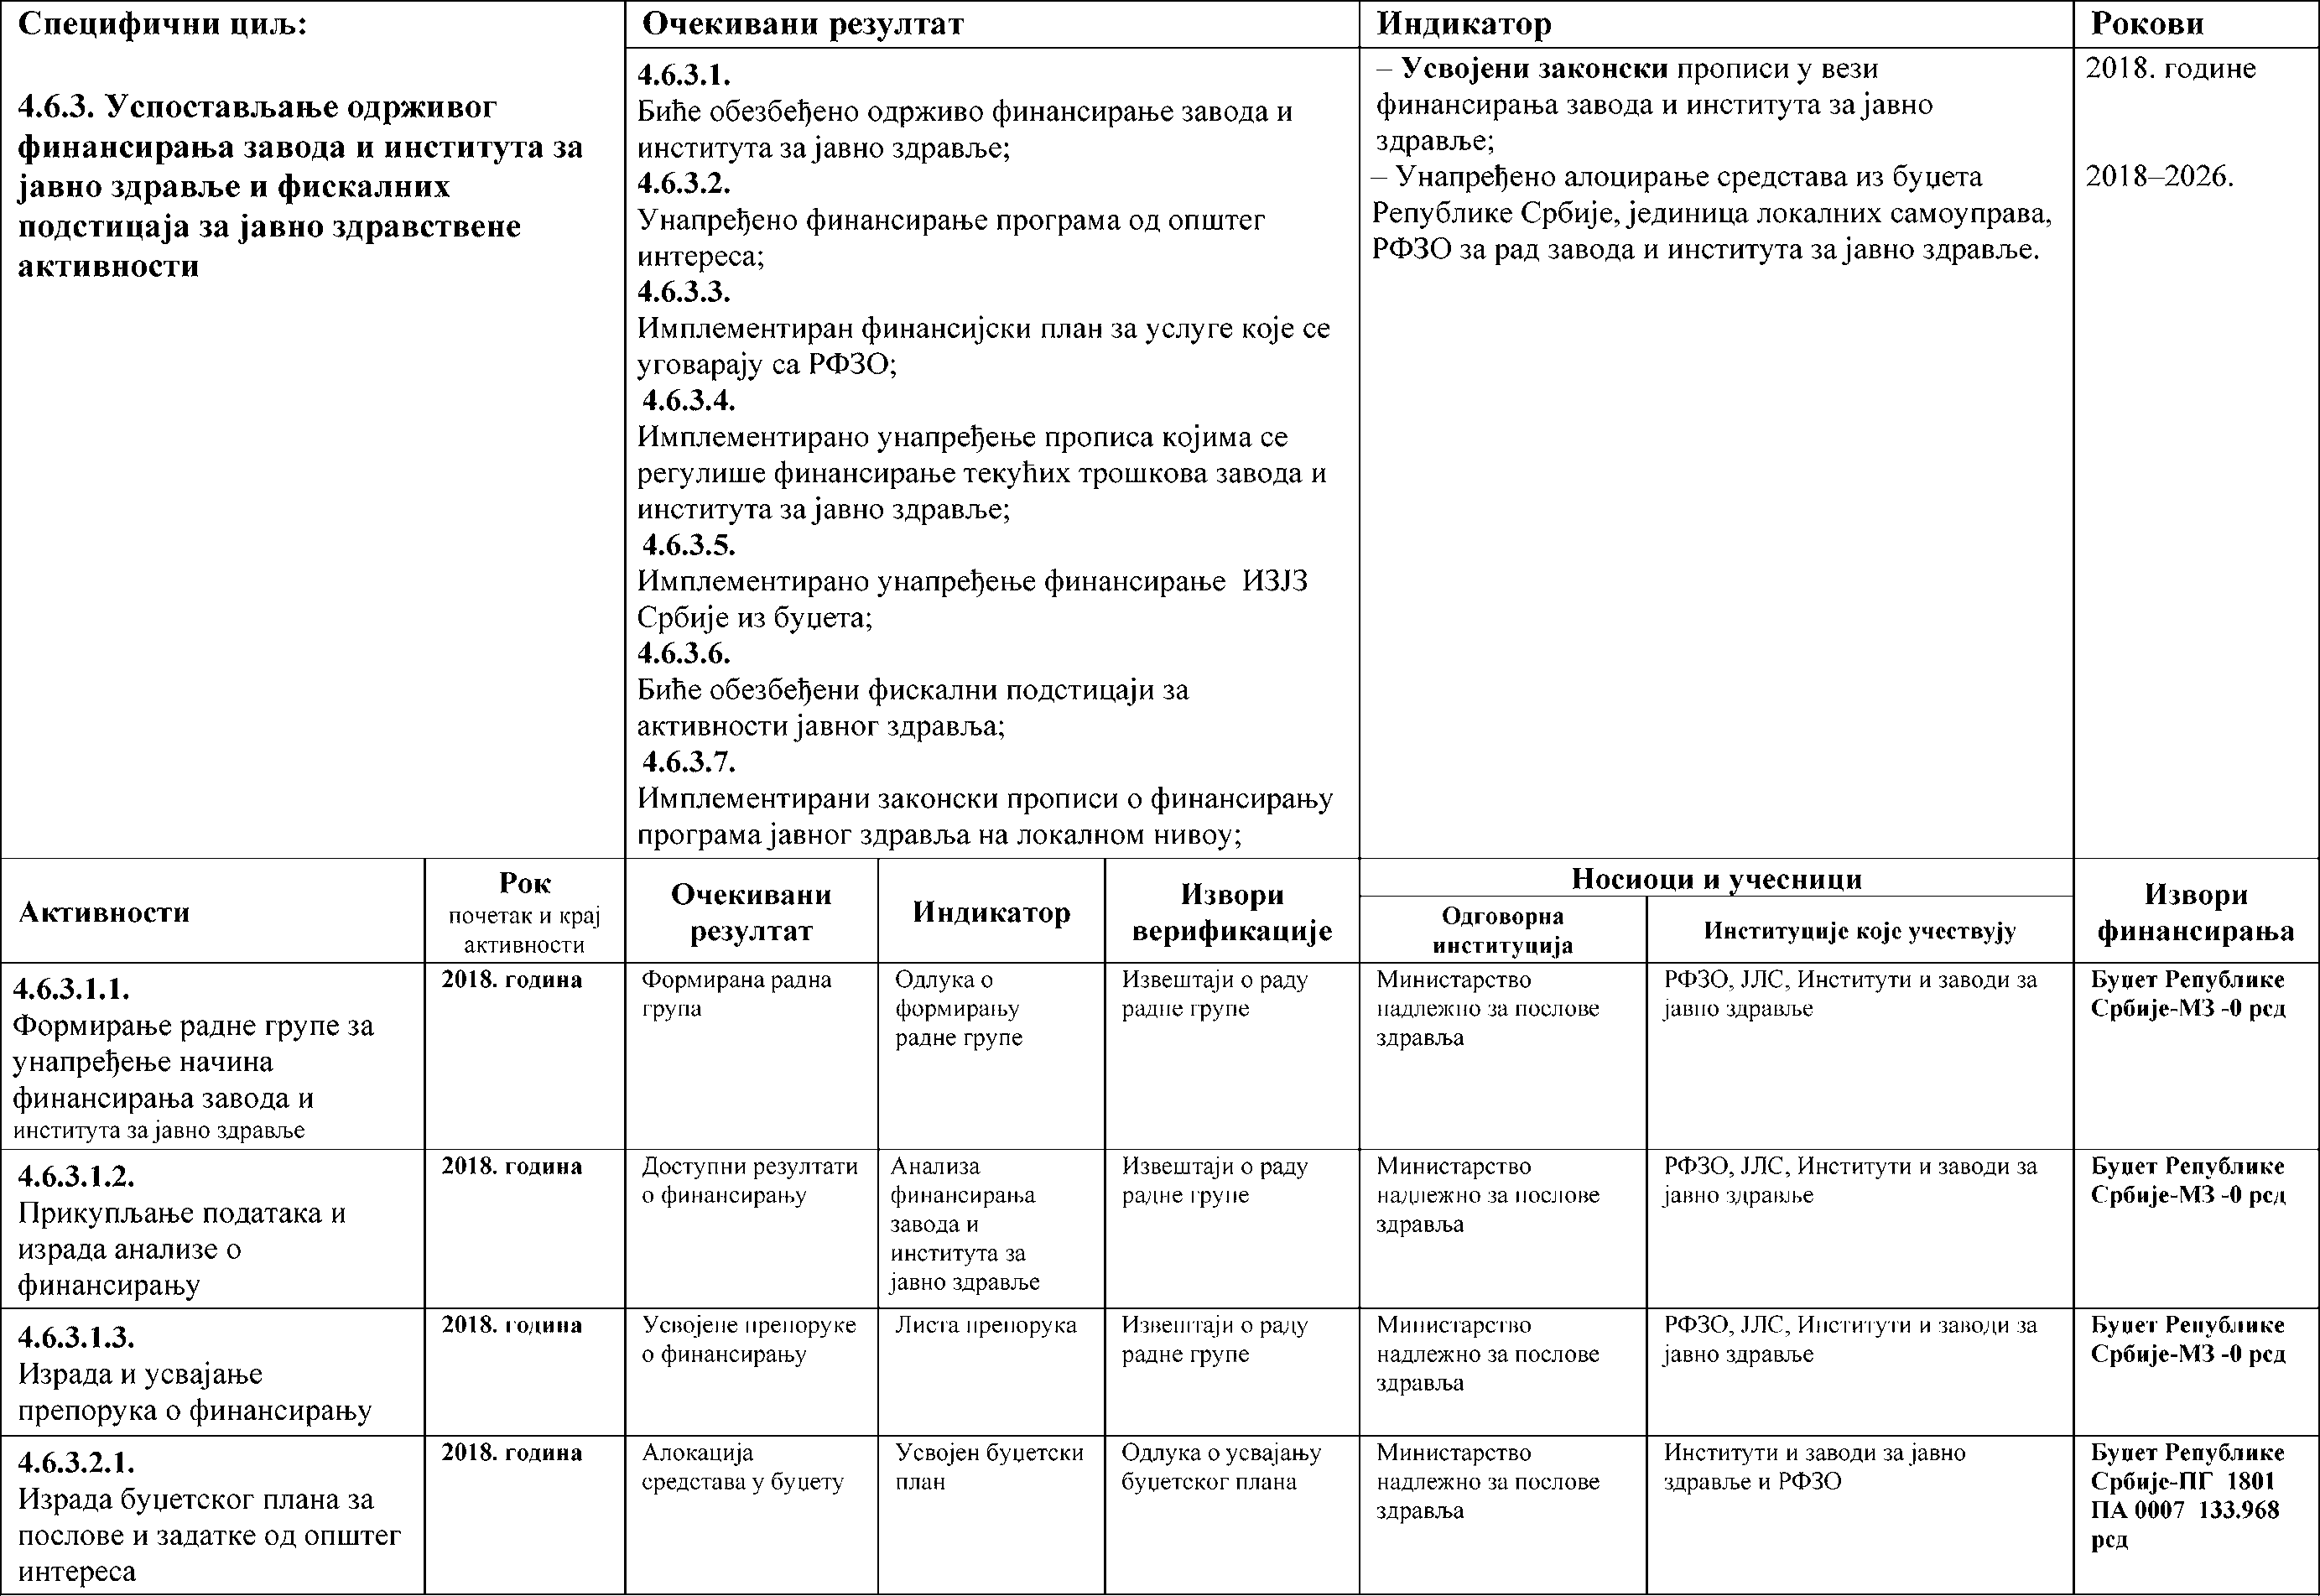 Специфични циљ:
4.6.3. Успостављање одрживог
финансирања завода и института за
јавно здравље и фискалних
подстицаја за јавно здравствене
активности
Очекивани резултат
4.6.3.1.
Биће обезбеђено одрживо финансирање завода и
института за јавно здравље;
4.6.3.2.
Унапређено финансирање програма од општег
интереса;
4.6.3.3.
Имплементиран финансијски план за услуге које се
уговарају са РФЗО;
4.6.3.4.
Имплементирано унапређење прописа којима се
регулише финансирање текућих трошкова завода и
института за јавно здравље;
4.6.3.5.
Имплементирано унапређење финансирање ИЗЈЗ
Србије из буџета;
4.6.3.6.
Биће обезбеђени фискални подстицаји за
активности јавног здравља;
4.6.3.7.
Имплементирани законски прописи о финансирању
програма јавног здравља на локалном нивоу;
Индикатор
– Усвојени законски прописи у вези
финансирања завода и института за јавно
здравље;
– Унапређено алоцирање средстава из буџета
Републике Србије, јединица локалних самоуправа,
РФЗО за рад завода и института за јавно здравље.
Рокови
2018. године
2018–2026.
Активности
Рок
почетак и крај
активности
Очекивани
резултат
Индикатор
Извори
верификације
Носиоци и учесници
Одговорна
институција
Институције које учествују
Извори
финансирања
4.6.3.1.1.
Формирање радне групе за
унапређење начина
финансирања завода и
института за јавно здравље
2018. година
Формирана радна
група
Одлука о
формирању
радне групе
Извештаји о раду
радне групе
Министарство
надлежно за послове
здравља
РФЗО, ЈЛС, Институти и заводи за
јавно здравље
Буџет Републике
Србије-МЗ -0 рсд
4.6.3.1.2.
Прикупљање података и
израда анализе о
финансирању
2018. година
Доступни резултати
о финансирању
Анализа
финансирања
завода и
института за
јавно здравље
Извештаји о раду
радне групе
Министарство
надлежно за послове
здравља
РФЗО, ЈЛС, Институти и заводи за
јавно здравље
Буџет Републике
Србије-МЗ -0 рсд
4.6.3.1.3.
Израда и усвајање
препорука о финансирању
2018. година
Усвојене препоруке
о финансирању
Листа препорука
Извештаји о раду
радне групе
Министарство
надлежно за послове
здравља
РФЗО, ЈЛС, Институти и заводи за
јавно здравље
Буџет Републике
Србије-МЗ -0 рсд
4.6.3.2.1.
Израда буџетског плана за
послове и задатке од општег
интереса
2018. година
Алокација
средстава у буџету
Усвојен буџетски
план
Одлука о усвајању
буџетског плана
Министарство
надлежно за послове
здравља
Институти и заводи за јавно
здравље и РФЗО
Буџет Републике
Србије-ПГ 1801
ПА 0007 133.968
рсд